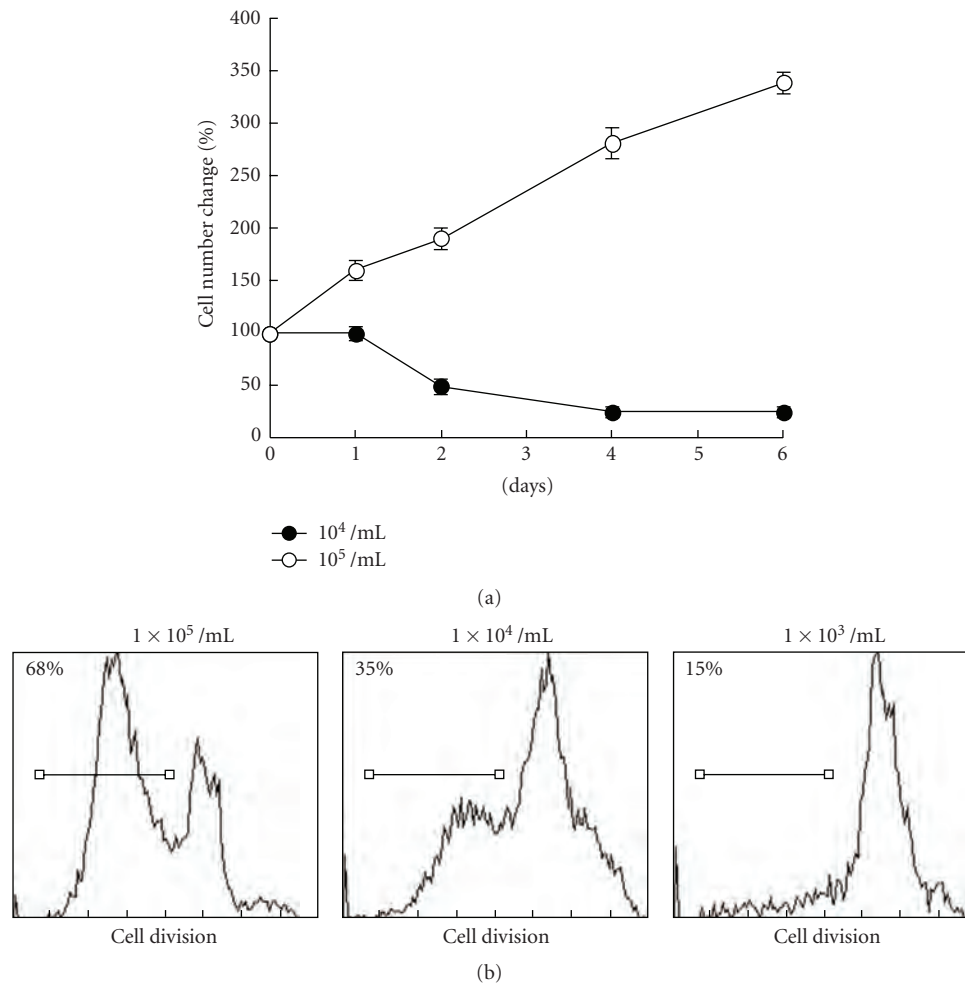 400
350
300
250
200
150
100
50
0
Cell number change (%)
0 1 2 3 4 5 6
(days)
10⁴ /mL
10⁵ /mL
(a)
1 × 10⁵ /mL
68%
Cell division
1 × 10⁴ /mL
35%
Cell division
1 × 10³ /mL
15%
Cell division
(b)